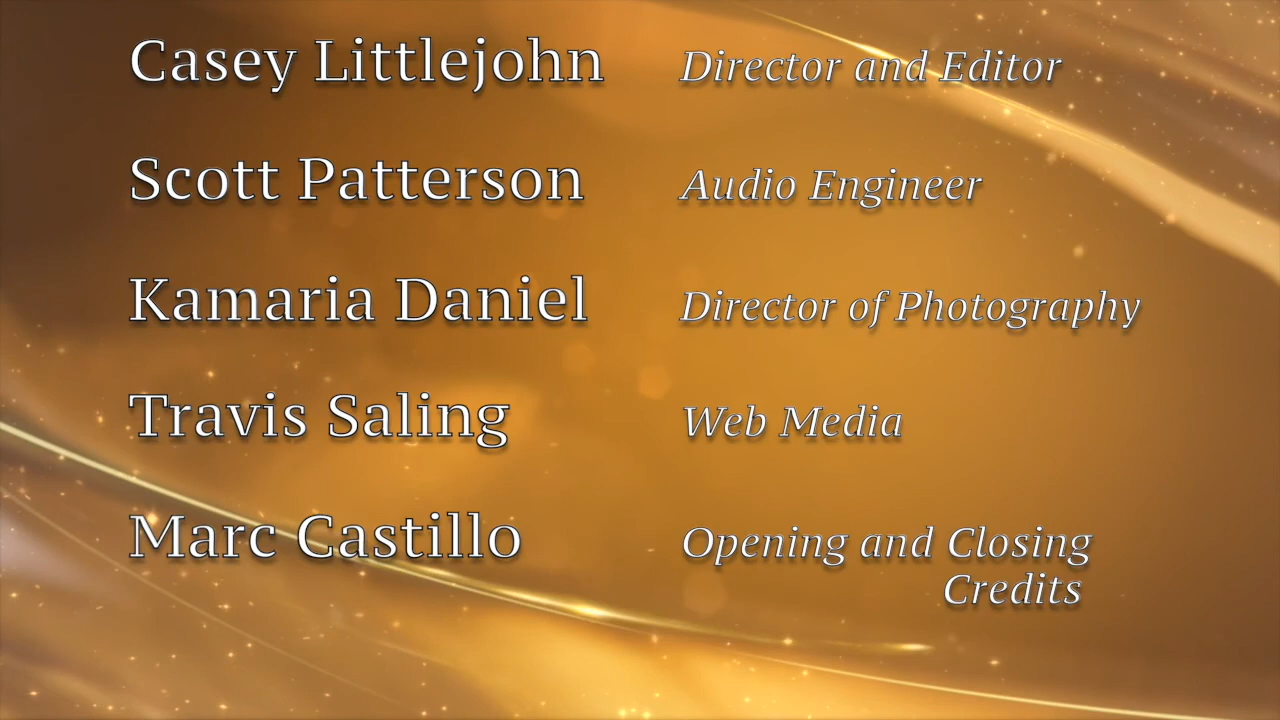 Casey Littlejohn Director and Editor
Scott Patterson Audio Engineer
Kamaria Daniel Director of Photography
Travis Saling Web Media
Marc Castillo Opening and Closing
Credits